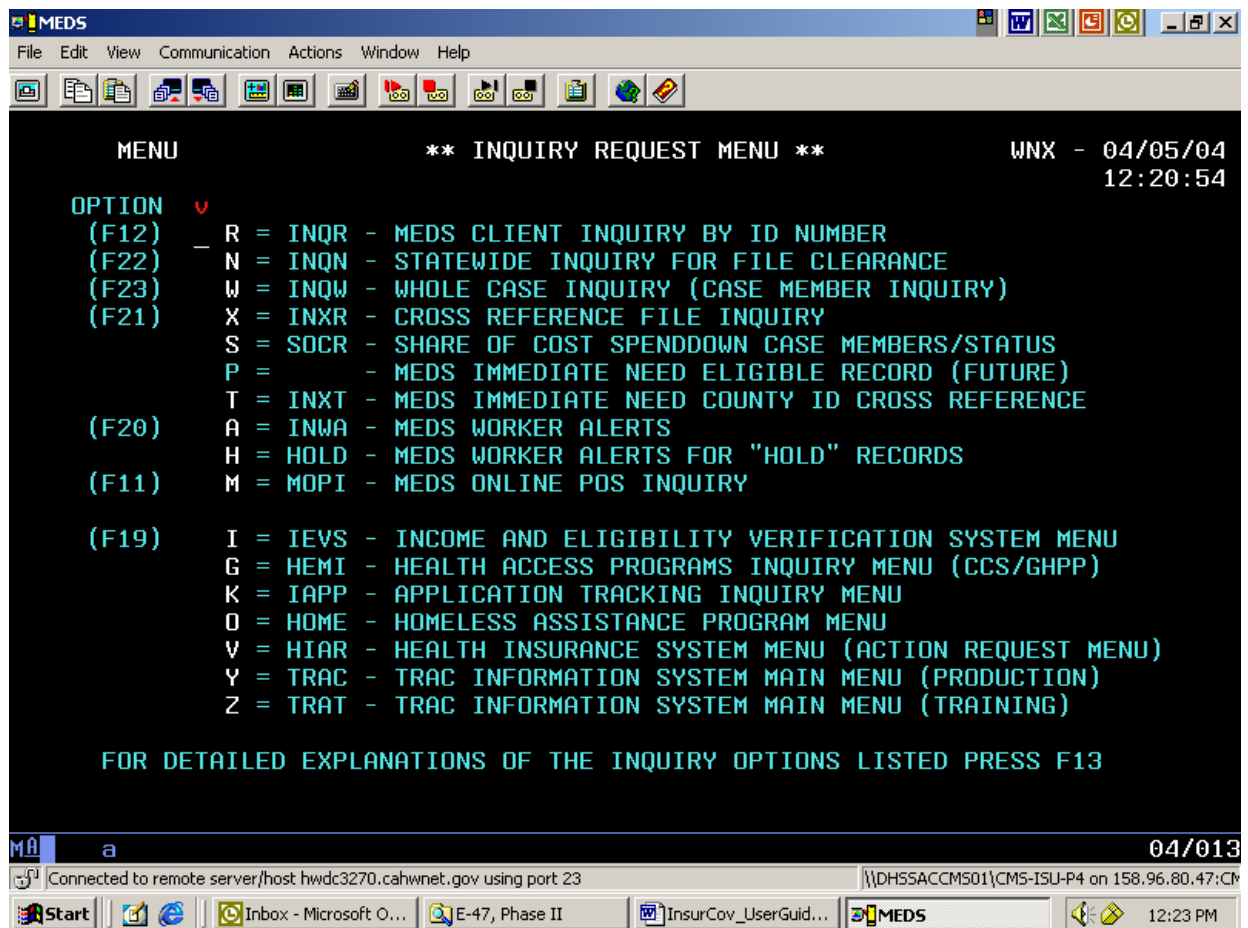 MEDS
File Edit View Communication Actions Window Help
MENU ** INQUIRY REQUEST MENU ** WNX - 04/05/04
12:20:54
OPTION v
(F12) _ R = INQR - MEDS CLIENT INQUIRY BY ID NUMBER
(F22) N = INQN - STATEWIDE INQUIRY FOR FILE CLEARANCE
(F23) W = INQW - WHOLE CASE INQUIRY (CASE MEMBER INQUIRY)
(F21) X = INXR - CROSS REFERENCE FILE INQUIRY
S = SOCR - SHARE OF COST SPENDDOWN CASE MEMBERS/STATUS
P = - MEDS IMMEDIATE NEED ELIGIBLE RECORD (FUTURE)
T = INXT - MEDS IMMEDIATE NEED COUNTY ID CROSS REFERENCE
(F20) A = INWA - MEDS WORKER ALERTS
H = HOLD - MEDS WORKER ALERTS FOR "HOLD" RECORDS
(F11) M = MOPI - MEDS ONLINE POS INQUIRY
(F19) I = IEVS - INCOME AND ELIGIBILITY VERIFICATION SYSTEM MENU
G = HEMI - HEALTH ACCESS PROGRAMS INQUIRY MENU (CCS/GHPP)
K = IAPP - APPLICATION TRACKING INQUIRY MENU
O = HOME - HOMELESS ASSISTANCE PROGRAM MENU
V = HIAR - HEALTH INSURANCE SYSTEM MENU (ACTION REQUEST MENU)
Y = TRAC - TRAC INFORMATION SYSTEM MAIN MENU (PRODUCTION)
Z = TRAT - TRAC INFORMATION SYSTEM MAIN MENU (TRAINING)
FOR DETAILED EXPLANATIONS OF THE INQUIRY OPTIONS LISTED PRESS F13
MA a 04/013
Connected to remote server/host hwdc3270.cahwnet.gov using port 23 \\DHSSACCMS01\CMS-ISU-P4 on 158.96.80.47:CM
Start Inbox - Microsoft O... E-47, Phase II InsurCov_UserGuid... MEDS 12:23 PM